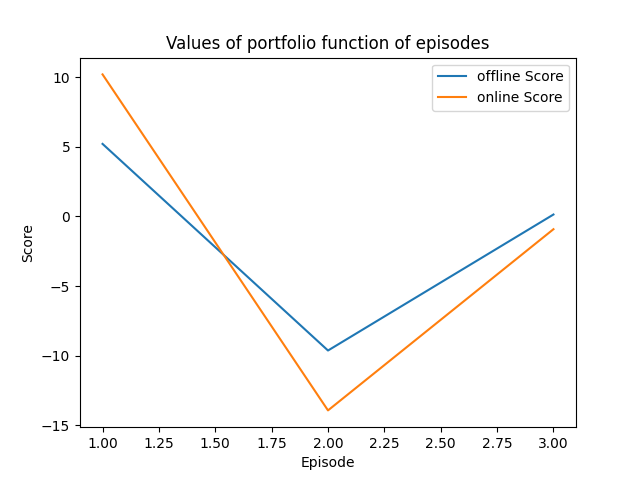 Values of portfolio function of episodes
offline Score
online Score
10
5
0
−5
−10
−15
Score
1.00 1.25 1.50 1.75 2.00 2.25 2.50 2.75 3.00
Episode